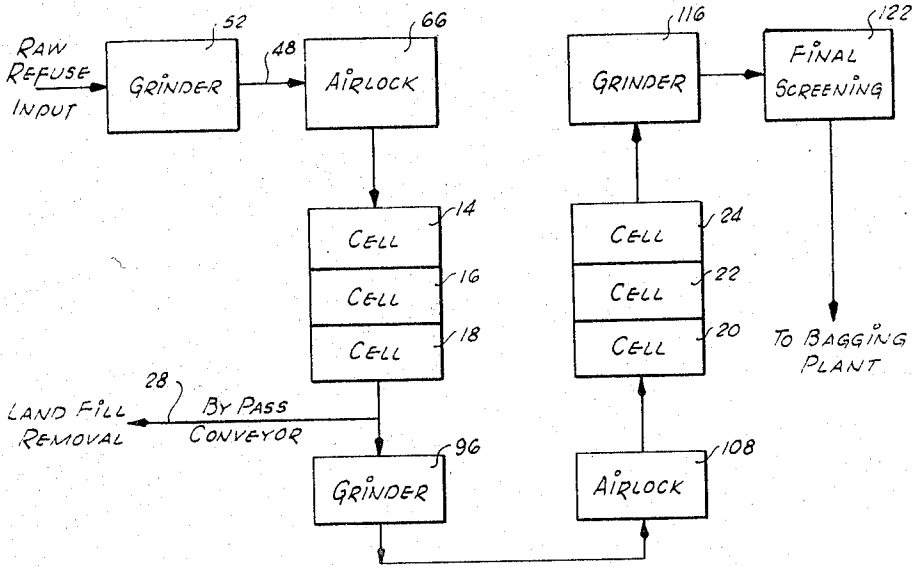 RAW
REFUSE
INPUT
52
GRINDER
48
66
AIRLOCK
14
CELL
16
CELL
18
CELL
28
LAND FILL
REMOVAL
BY PASS
CONVEYOR
96
GRINDER
108
AIRLOCK
20
CELL
22
CELL
24
CELL
116
GRINDER
122
FINAL
SCREENING
TO BAGGING
PLANT